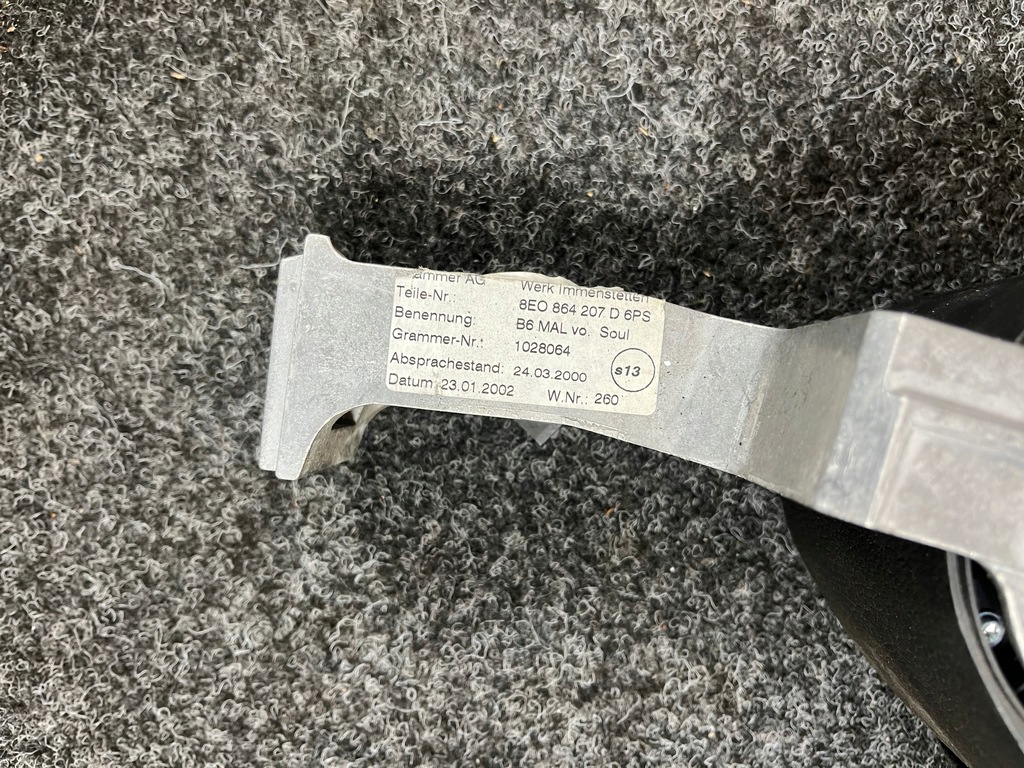 ammer AG Werk Immenstetten
Teile-Nr.: 8EO 864 207 D 6PS
Benennung: B6 MAL vo. Soul
Grammer-Nr.: 1028064
Absprachestand: 24.03.2000 s13
Datum: 23.01.2002 W.Nr.: 260